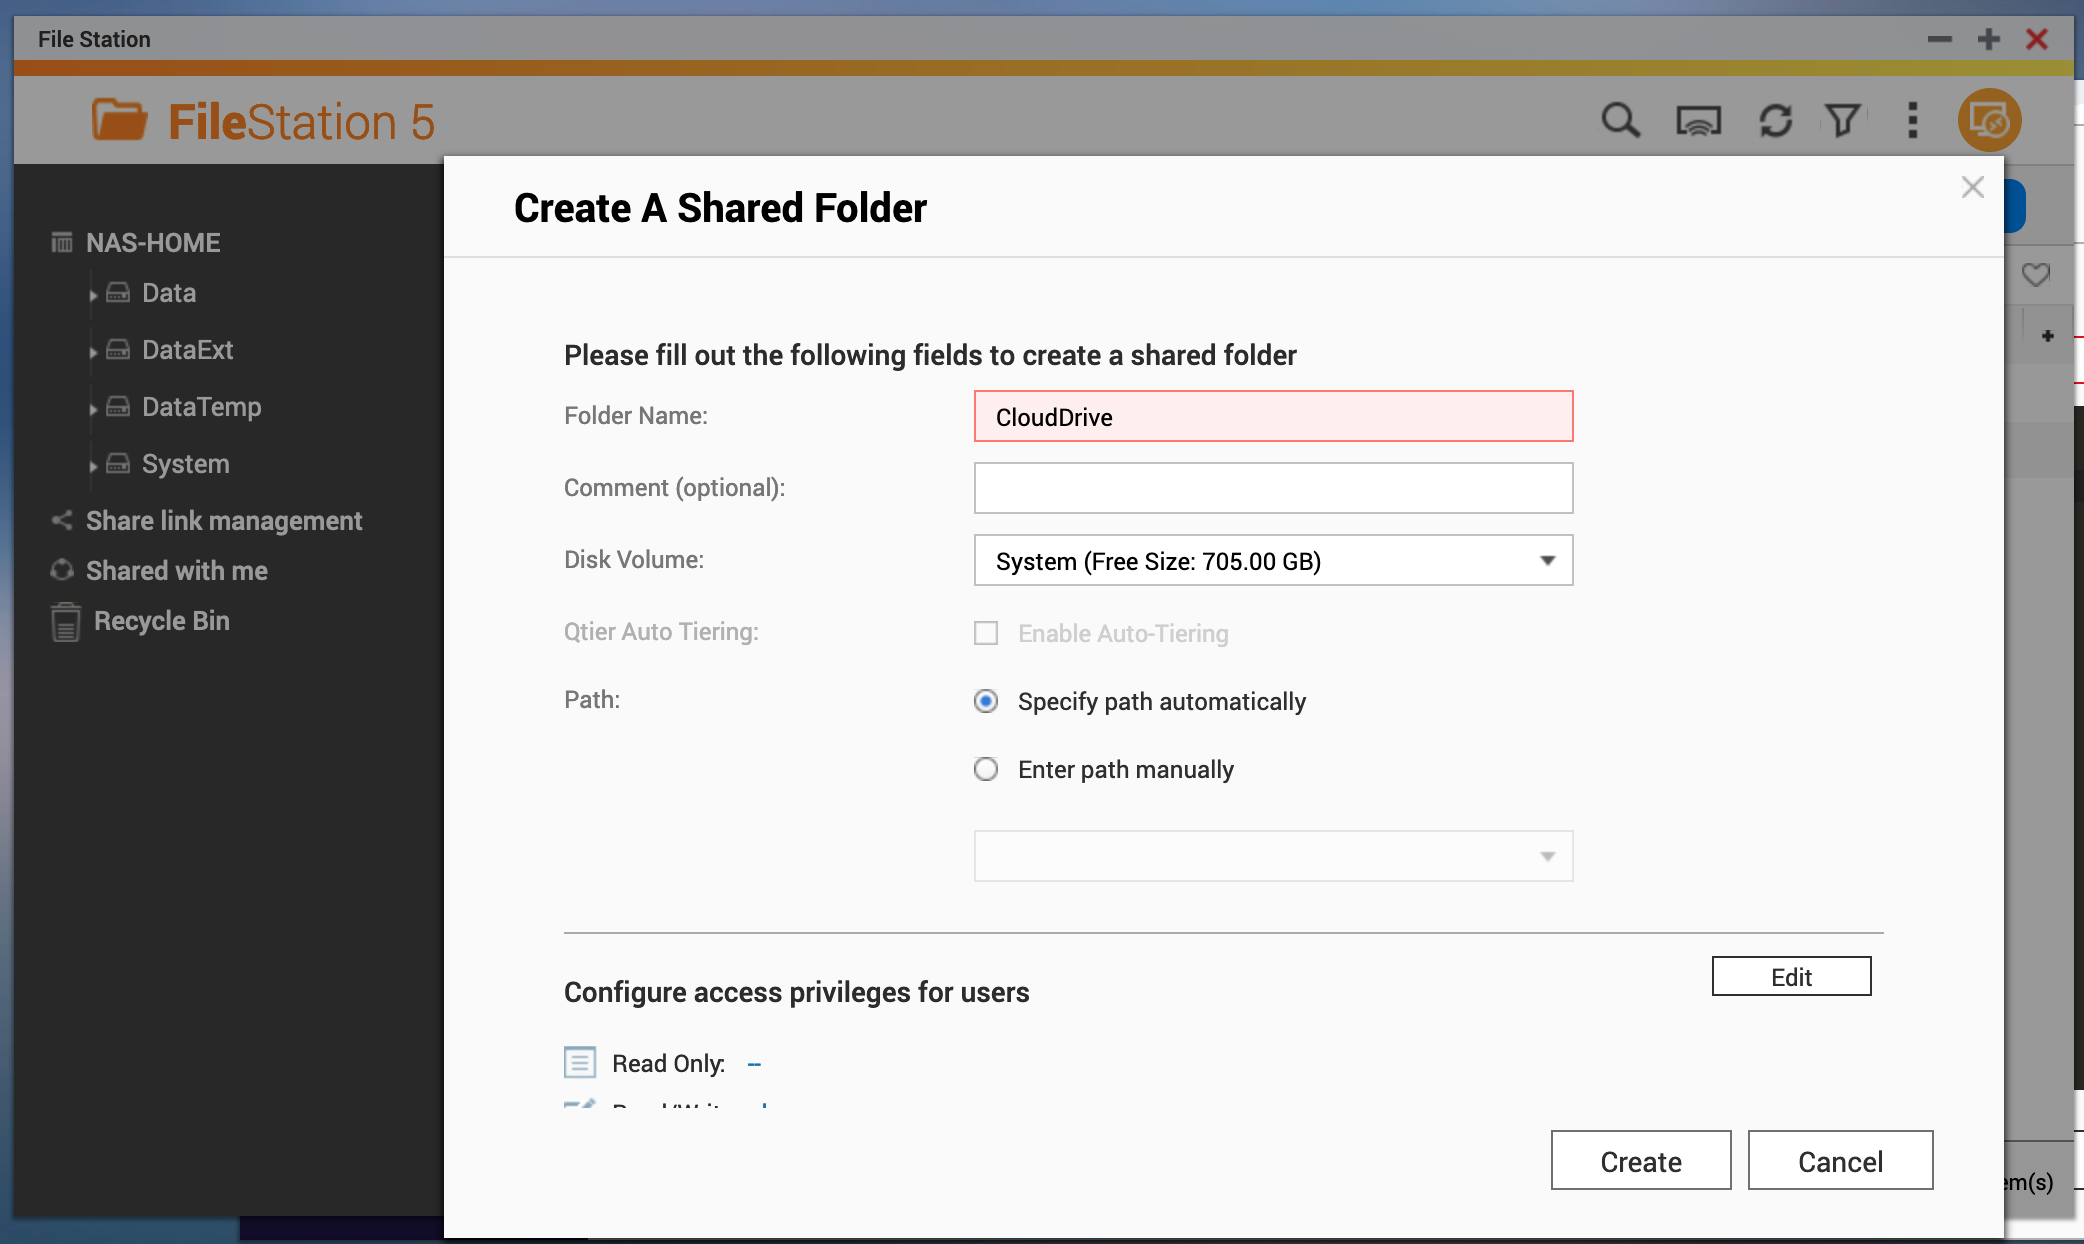 File Station
FileStation 5
Create A Shared Folder
NAS-HOME
Data
DataExt
DataTemp
System
Share link management
Shared with me
Recycle Bin
Please fill out the following fields to create a shared folder
Folder Name:
CloudDrive
Comment (optional):
Disk Volume:
System (Free Size: 705.00 GB)
Qtier Auto Tiering:
Enable Auto-Tiering
Path:
Specify path automatically
Enter path manually
Configure access privileges for users
Edit
Read Only: --
Create
Cancel
em(s)